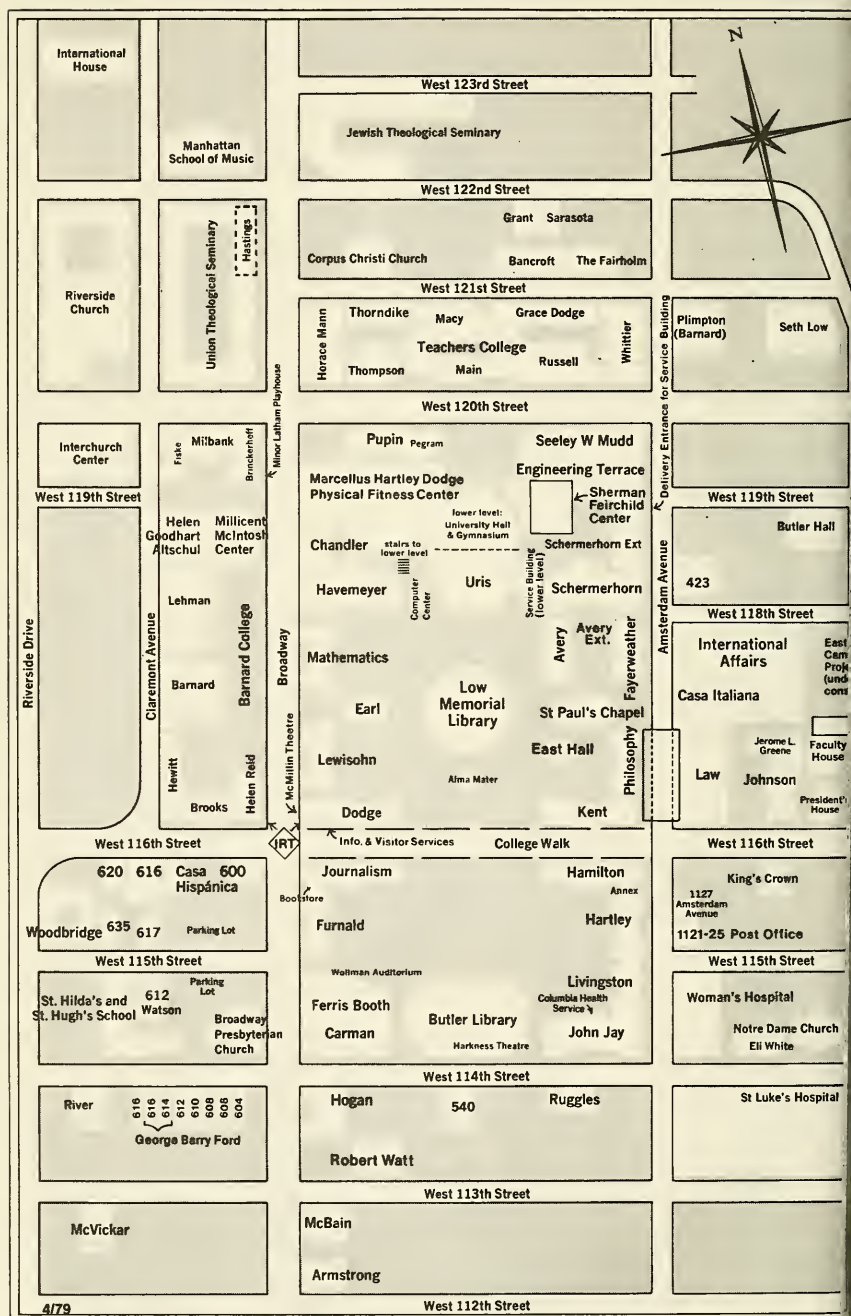 International
House
Manhattan
School of Music
West 123rd Street
Jewish Theological Seminary
N
West 122nd Street
Riverside
Church
Union Theological Seminary
Hastings
Grant Sarasota
Corpus Christi Church
Bancroft The Fairholm
West 121st Street
Horace Mann
Thorndike
Macy
Grace Dodge
Teachers College
Thompson
Main
Russell
Whittier
Plimpton
(Barnard)
Seth Low
Delivery Entrance for Service Building
West 120th Street
Minor Latham Playhouse
Interchurch
Center
West 119th Street
Fiske
Milbank
Brinckerhoff
Helen
Goodhart
Altschul
Millicent
McIntosh
Center
Lehman
Barnard
Barnard College
Hewitt
Brooks
Helen Reid
Riverside Drive
Claremont Avenue
Broadway
McMillin Theatre
Pupin
Pegram
Seeley W Mudd
Marcellus Hartley Dodge
Physical Fitness Center
Engineering Terrace
Sherman
Feirchild
Center
lower level:
University Hall
& Gymnasium
Chandler
stairs to
lower level
Schermerhorn Ext
Havemeyer
Computer
Center
Uris
Service Building
(lower level)
Schermerhorn
Mathematics
Avery
Avery
Ext.
Fayerweather
Earl
Low
Memorial
Library
St Paul's Chapel
Lewisohn
Alma Mater
East Hall
Philosophy
Dodge
Kent
Amsterdam Avenue
West 119th Street
Butler Hall
423
West 118th Street
International
Affairs
East
Cam
Proj
(und
cons
Casa Italiana
Jerome L.
Greene
Faculty
House
Law
Johnson
President's
House
West 116th Street
IRT
Info. & Visitor Services
College Walk
West 116th Street
620 616 Casa 600
Hispánica
Woodbridge 635 617 Parking Lot
West 115th Street
Journalism
Bookstore
Furnald
Hamilton
Annex
Hartley
Wollman Auditorium
Livingston
Columbia Health
Service
Ferris Booth
Carman
Butler Library
Harkness Theatre
John Jay
King's Crown
1127
Amsterdam
Avenue
1121-25 Post Office
West 115th Street
St. Hilda's and
St. Hugh's School
612
Watson
Parking
Lot
Broadway
Presbyterian
Church
Woman's Hospital
Notre Dame Church
Eli White
West 114th Street
River
616
616
614
612
610
608
608
604
George Barry Ford
Hogan
540
Ruggles
Robert Watt
St Luke's Hospital
West 113th Street
McVickar
McBain
Armstrong
4/79
West 112th Street